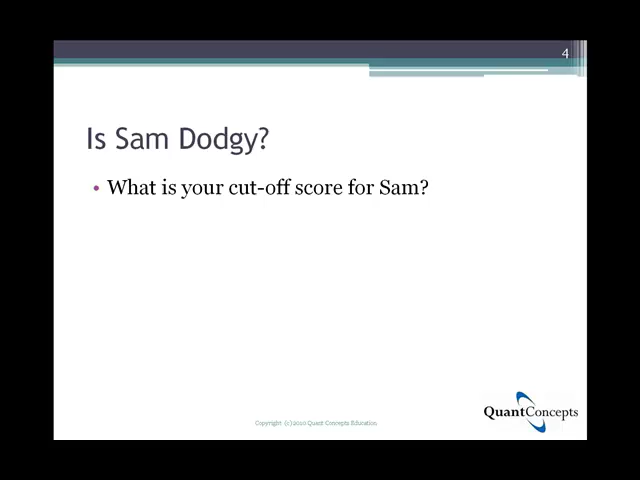 4
Is Sam Dodgy?
• What is your cut-off score for Sam?
QuantConcepts
Copyright (c) 2010 Quant Concepts Education